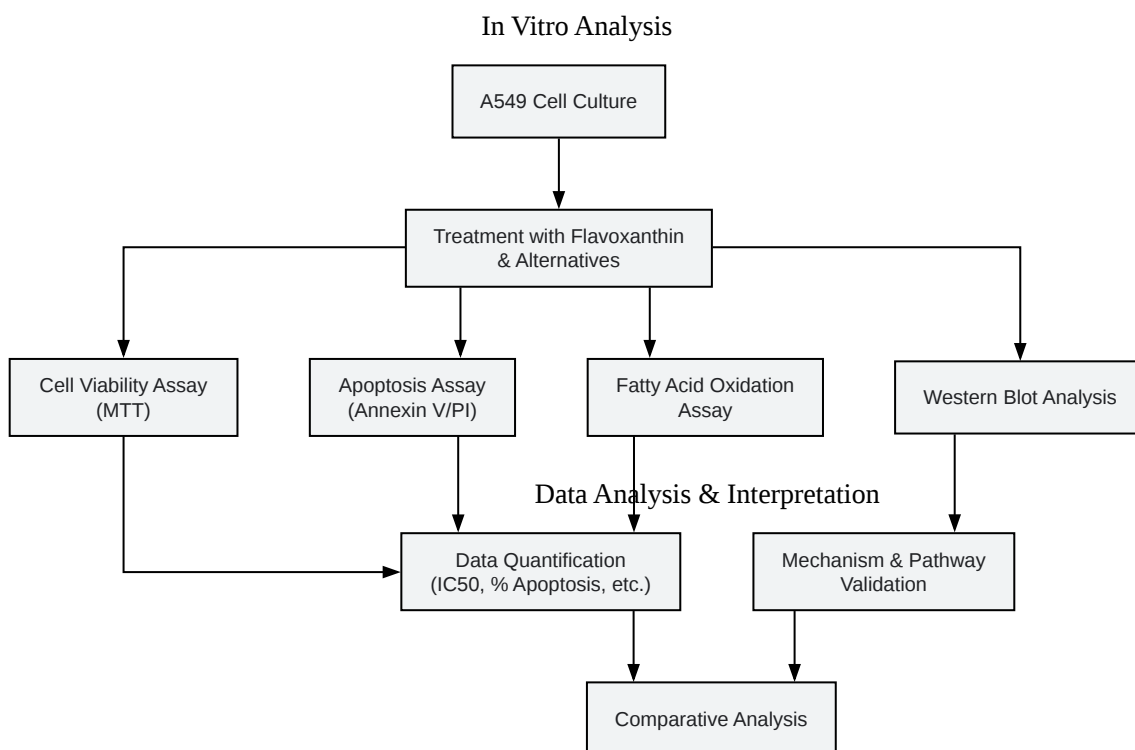 In Vitro Analysis
A549 Cell Culture
Treatment with Flavoxanthin
& Alternatives
Cell Viability Assay
(MTT)
Apoptosis Assay
(Annexin V/PI)
Fatty Acid Oxidation
Assay
Western Blot Analysis
Data Analysis & Interpretation
Data Quantification
(IC50, % Apoptosis, etc.)
Mechanism & Pathway
Validation
Comparative Analysis